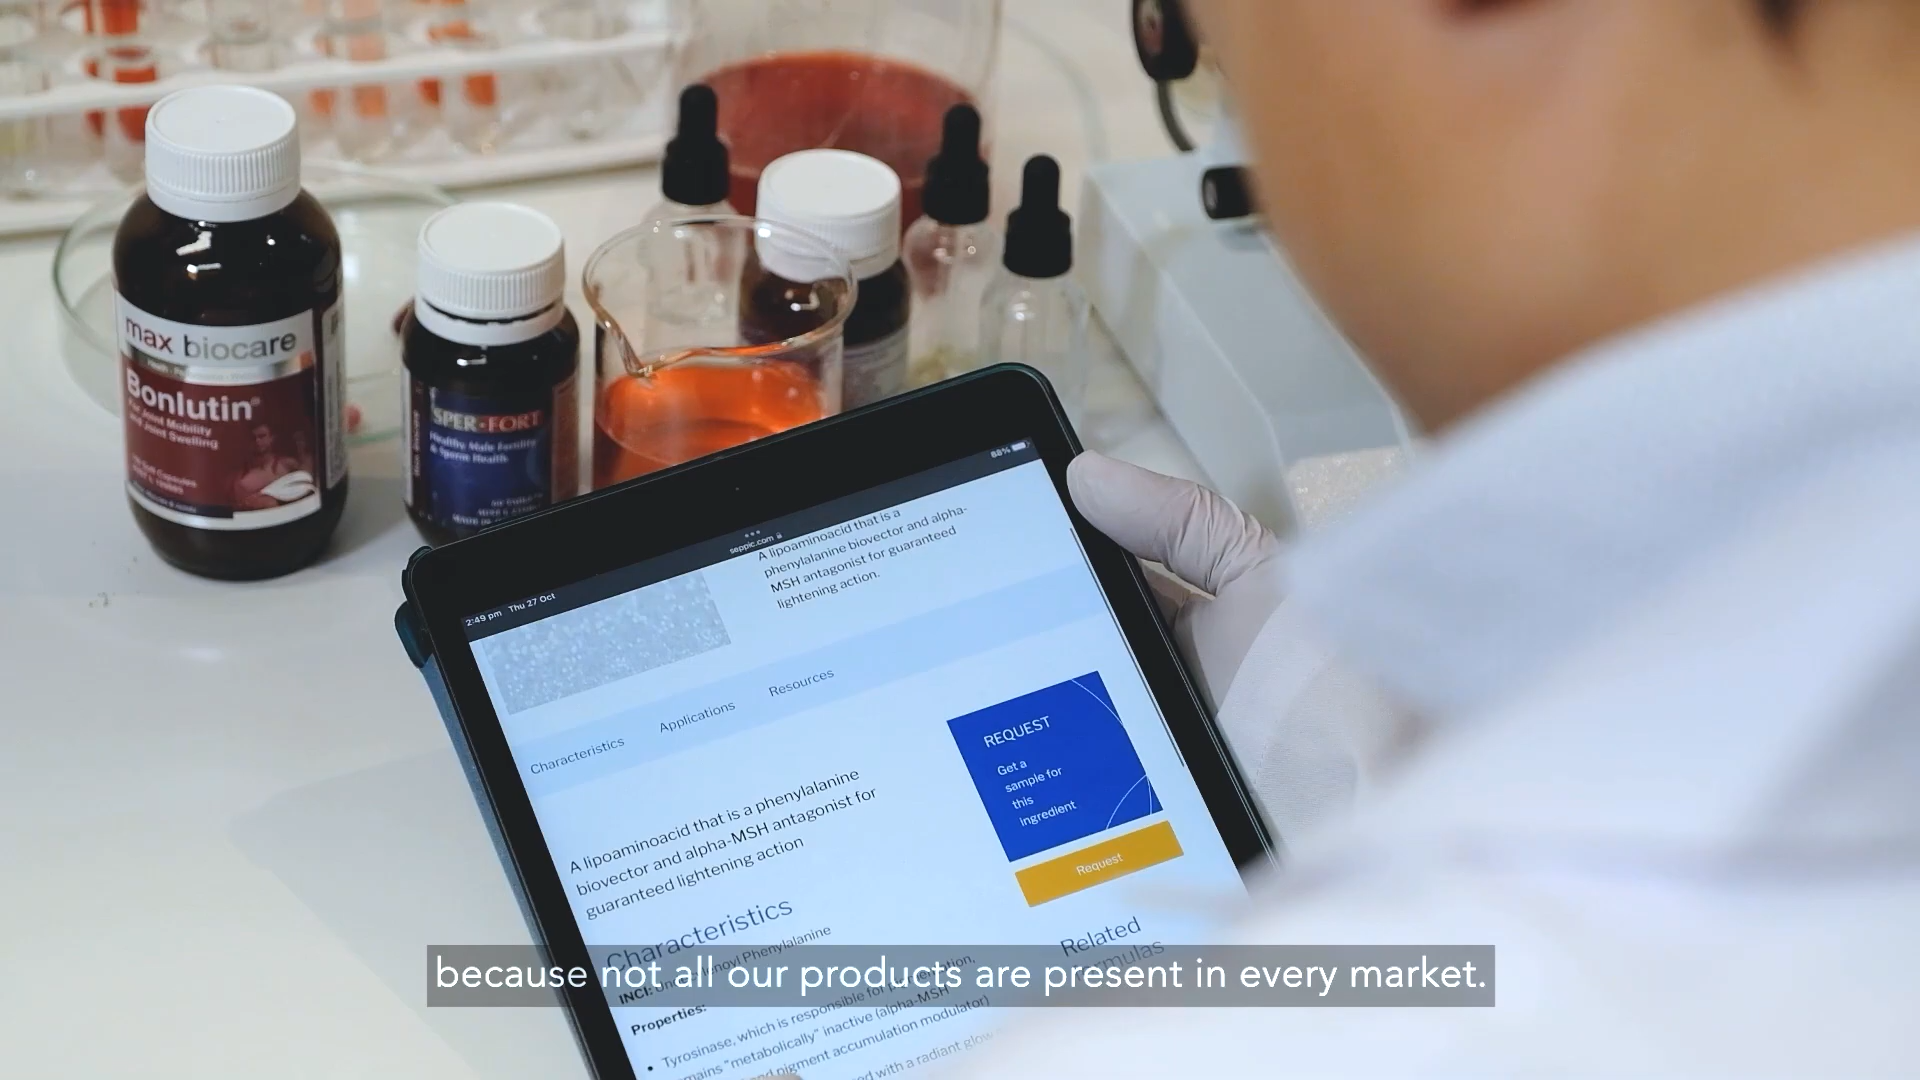 max biocare
Bonlutin®
For Joint Mobility
and Joint Swelling
SPER•FORT
Healthy Male Fertility
& Sperm Health
2:49 pm Thu 27 Oct
seppic.com
88%
A lipoaminoacid that is a
phenylalanine biovector and alpha-
MSH antagonist for guaranteed
lightening action.
Characteristics
Applications
Resources
A lipoaminoacid that is a phenylalanine
biovector and alpha-MSH antagonist for
guaranteed lightening action
REQUEST
Get a
sample for
this
ingredient
Request
Characteristics
INCI: Phenylalanine
Properties:
Tyrosinase, which is responsible for
"metabolically" inactive (alpha-MSH
pigment accumulation modulator)
with a radiant glow
Related
because not all our products are present in every market.